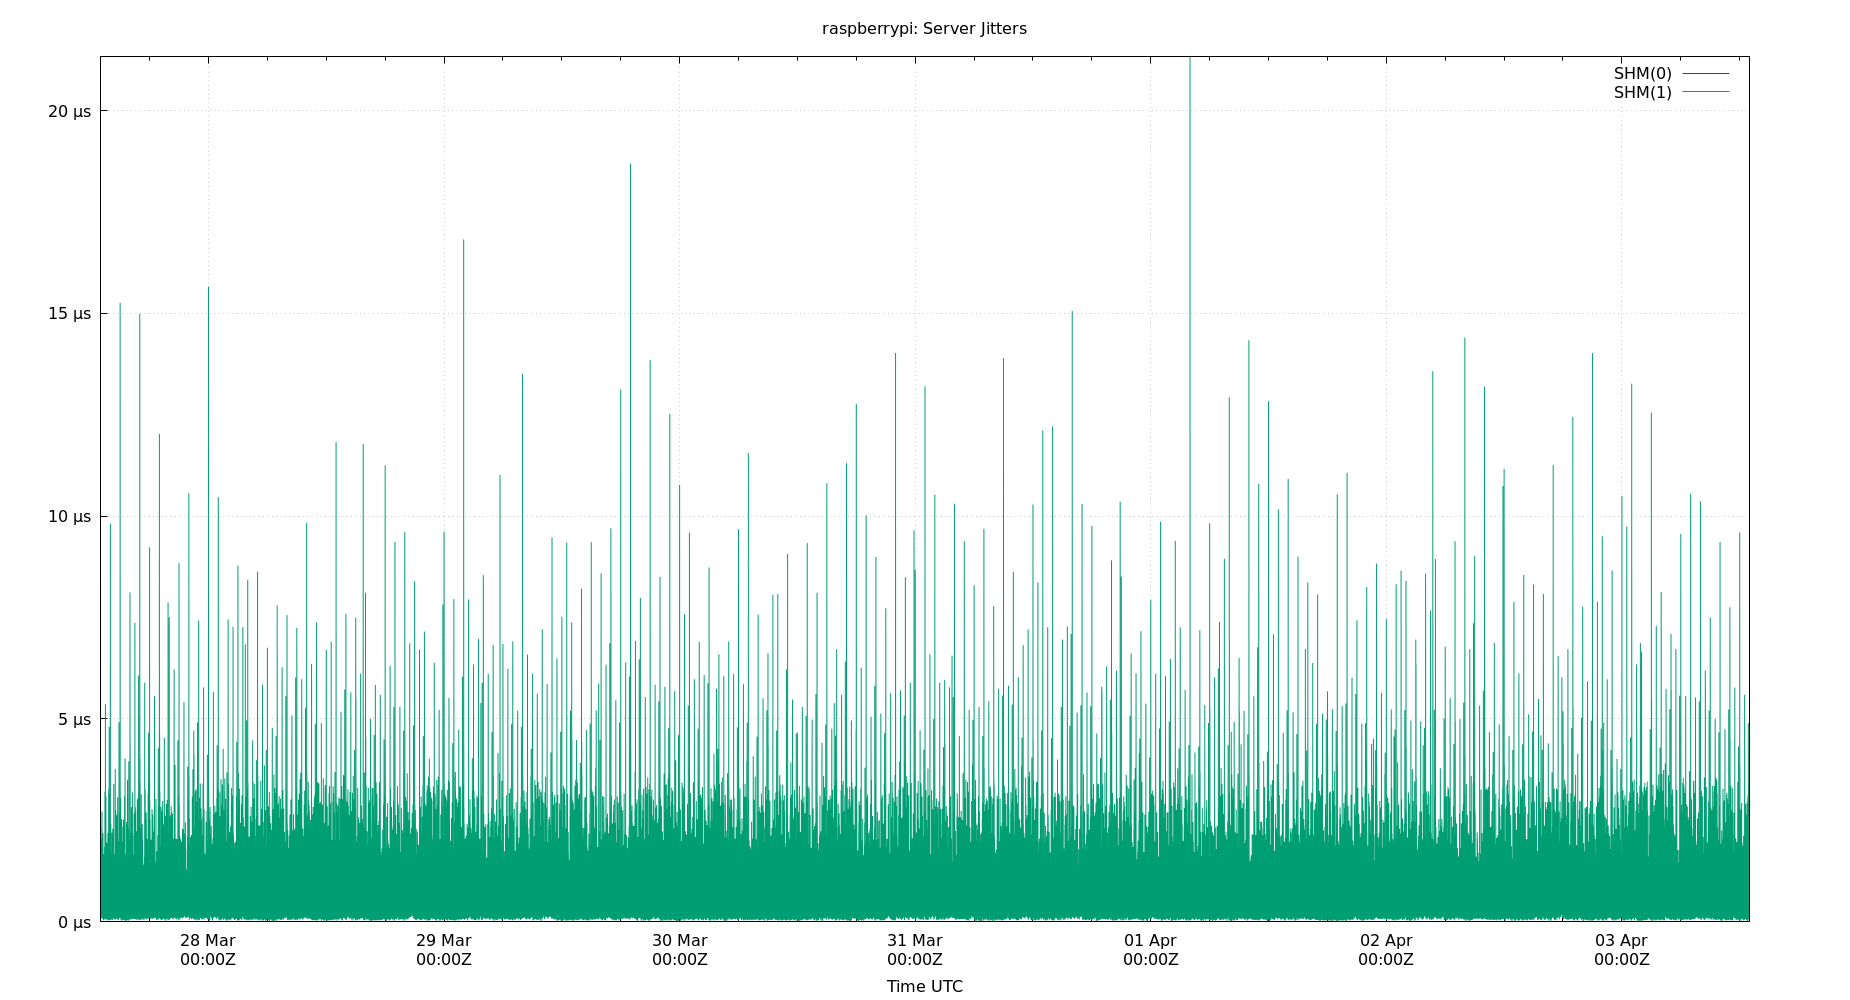 raspberrypi: Server Jitters
SHM(0)
SHM(1)
20 µs
15 µs
10 µs
5 µs
0 µs
28 Mar 29 Mar 30 Mar 31 Mar 01 Apr 02 Apr 03 Apr
00:00Z 00:00Z 00:00Z 00:00Z 00:00Z 00:00Z 00:00Z
Time UTC